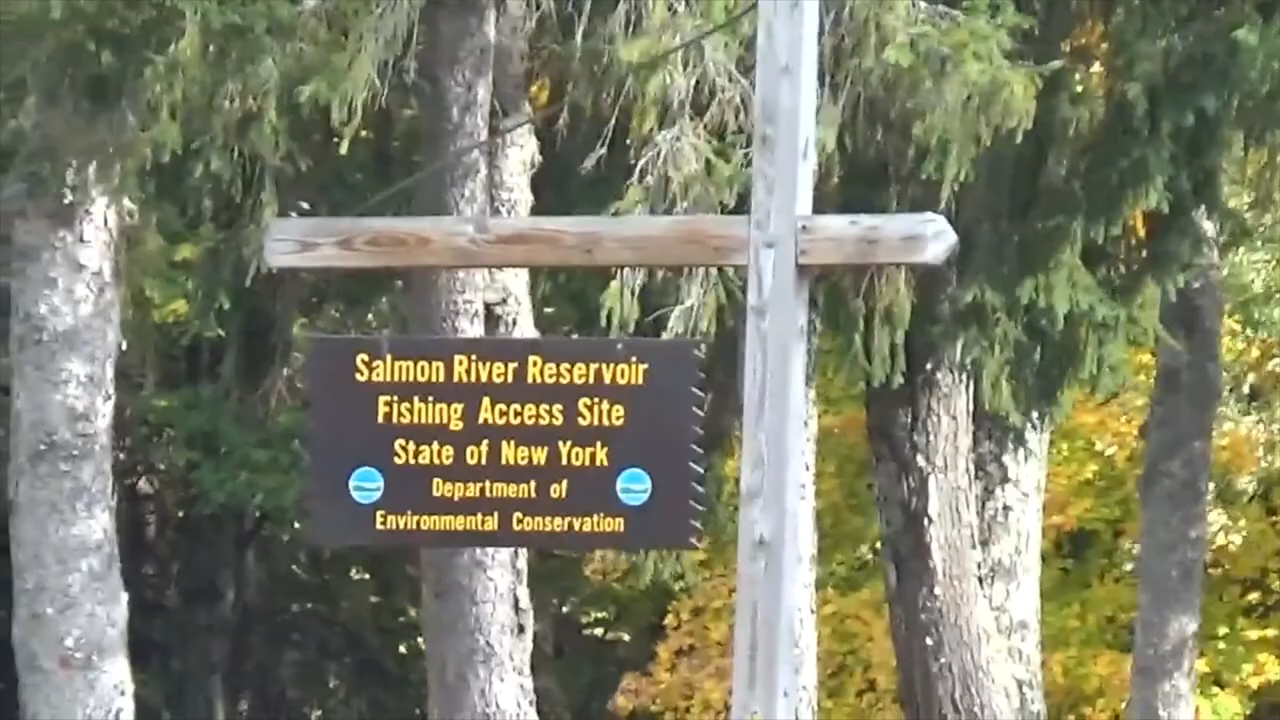 Salmon River Reservoir
Fishing Access Site
State of New York
Department of
Environmental Conservation